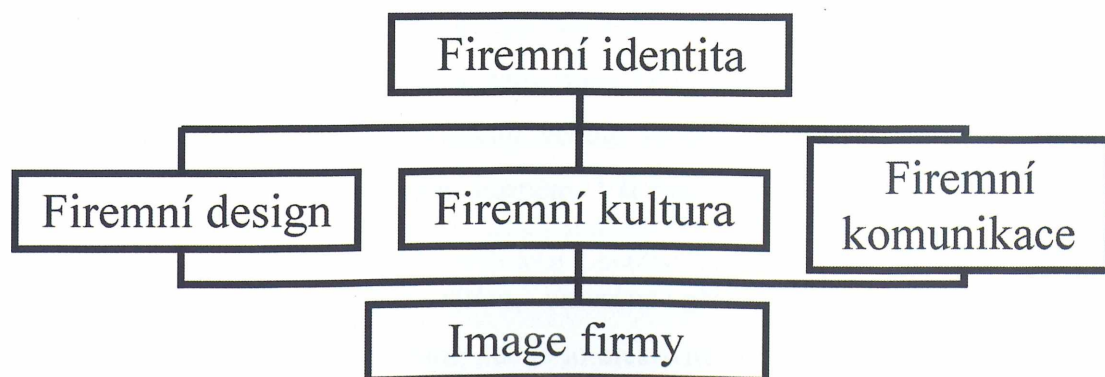 Firemní identita
Firemní design
Firemní kultura
Firemní
komunikace
Image firmy